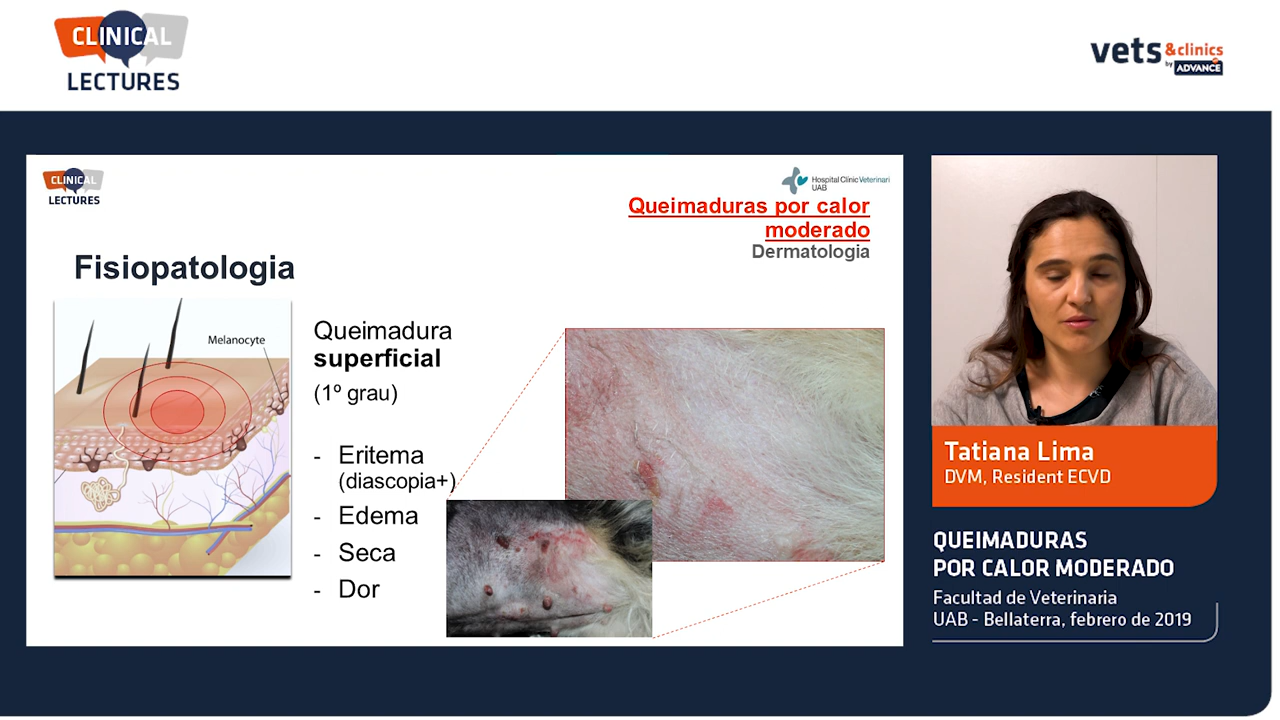 CLINICAL
LECTURES
vets &clinics
by ADVANCE
CLINICAL
LECTURES
Hospital Clínic Veterinari
UAB
Queimaduras por calor
moderado
Dermatologia
Fisiopatologia
Melanocyte
Queimadura
superficial
(1º grau)
- Eritema
(diascopia+)
- Edema
- Seca
- Dor
Tatiana Lima
DVM, Resident ECVD
QUEIMADURAS
POR CALOR MODERADO
Facultad de Veterinaria
UAB - Bellaterra, febrero de 2019